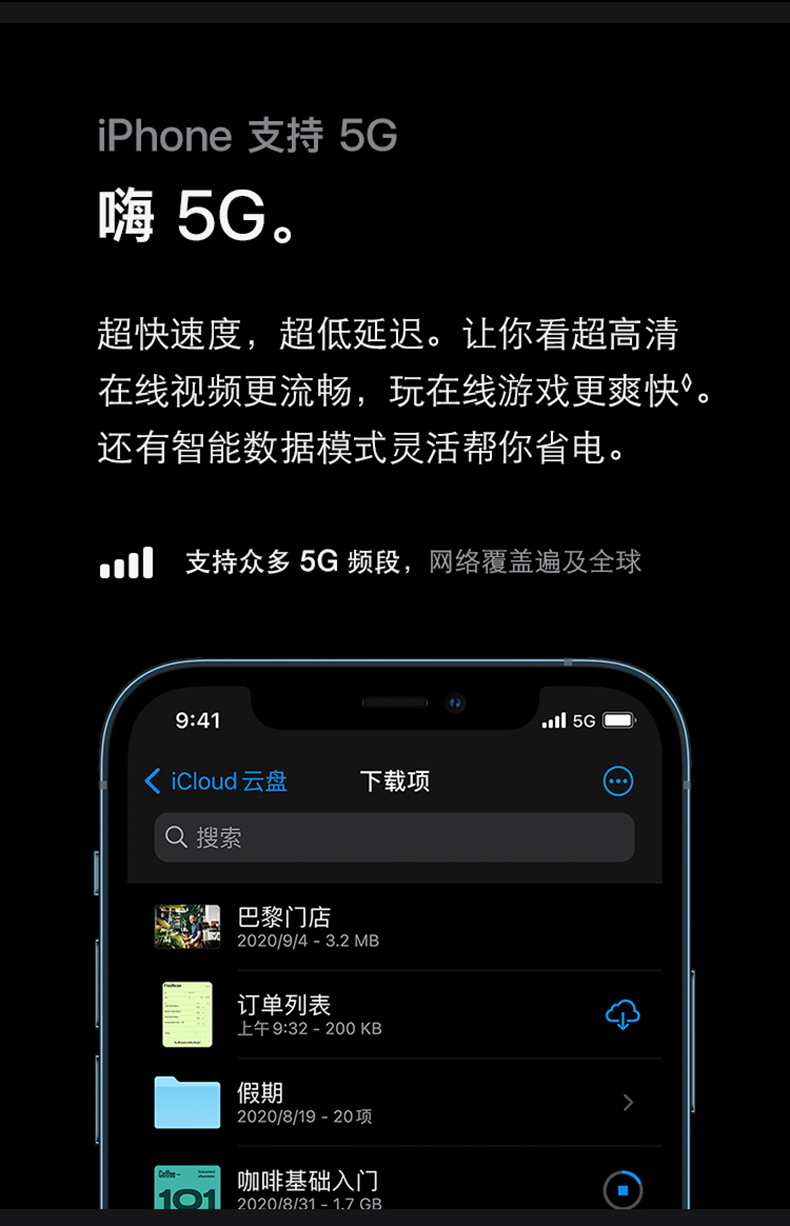 iPhone 支持 5G
嗨 5G。
超快速度，超低延迟。让你看超高清
在线视频更流畅，玩在线游戏更爽快◊。
还有智能数据模式灵活帮你省电。
支持众多 5G 频段，网络覆盖遍及全球
9:41 5G
iCloud 云盘 下载项
搜索
巴黎门店
2020/9/4 - 3.2 MB
订单列表
上午9:32 - 200 KB
假期
2020/8/19 - 20项
咖啡基础入门
2020/8/31 - 1.7 GB
Coffee
101